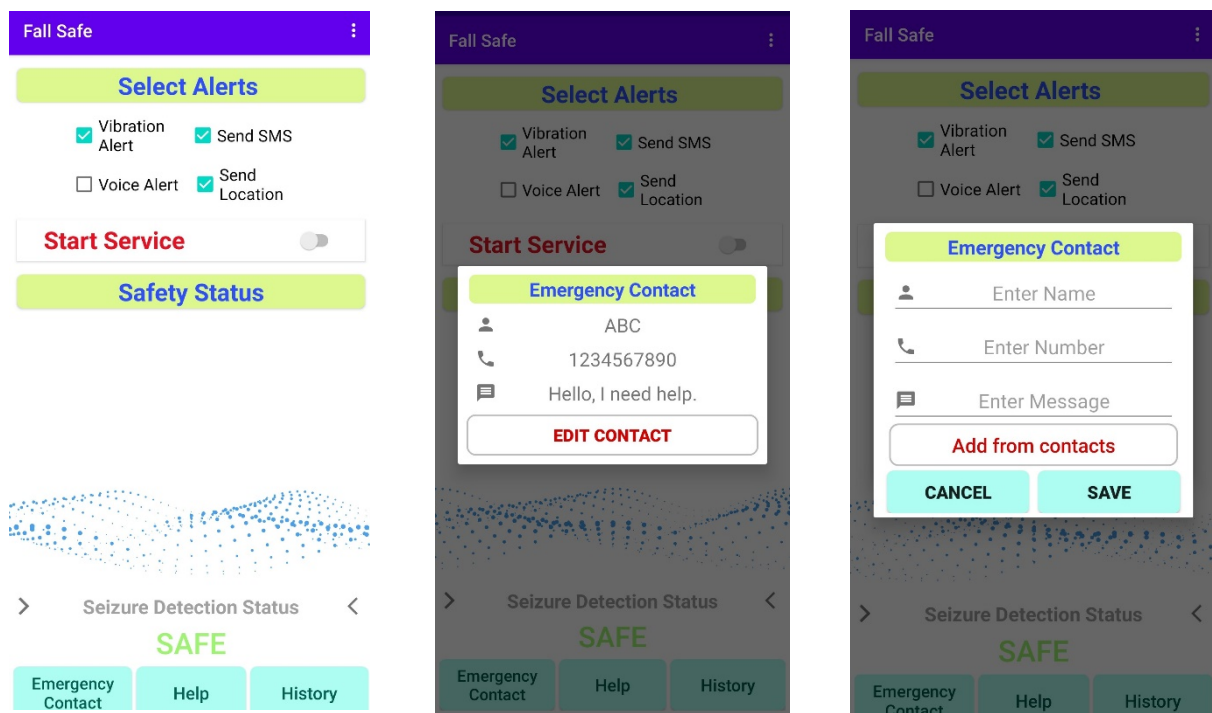 Fall Safe
Select Alerts
Vibration
Alert
Send SMS
Voice Alert
Send
Location
Start Service
Safety Status
Seizure Detection Status
SAFE
Emergency
Contact
Help
History
Fall Safe
Select Alerts
Vibration
Alert
Send SMS
Voice Alert
Send
Location
Start Service
Emergency Contact
ABC
1234567890
Hello, I need help.
EDIT CONTACT
Seizure Detection Status
SAFE
Emergency
Contact
Help
History
Fall Safe
Select Alerts
Vibration
Alert
Send SMS
Voice Alert
Send
Location
Emergency Contact
Enter Name
Enter Number
Enter Message
Add from contacts
CANCEL
SAVE
Seizure Detection Status
SAFE
Emergency
Contact
Help
History